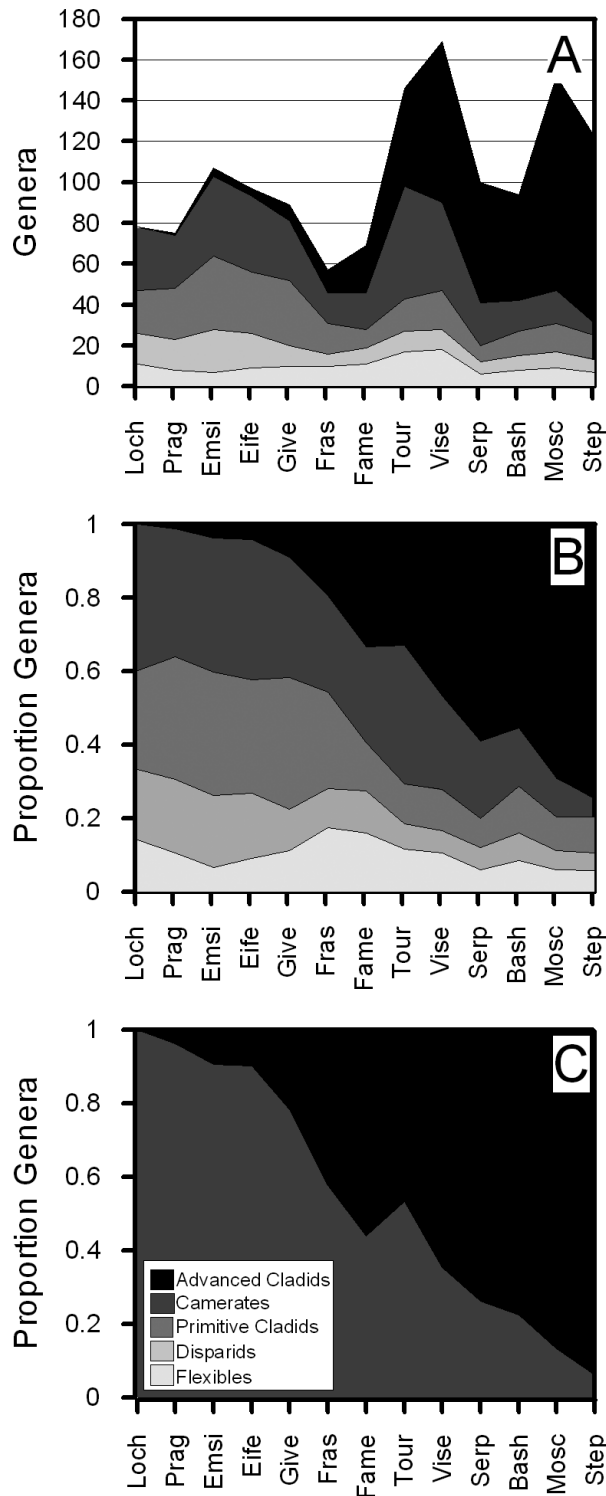 A
Genera
180
160
140
120
100
80
60
40
20
0
Loch
Prag
Emsi
Eife
Give
Fras
Fame
Tour
Vise
Serp
Bash
Mosc
Step
B
Proportion Genera
1
0.8
0.6
0.4
0.2
0
Loch
Prag
Emsi
Eife
Give
Fras
Fame
Tour
Vise
Serp
Bash
Mosc
Step
C
Proportion Genera
1
0.8
0.6
0.4
0.2
0
Advanced Cladids
Camerates
Primitive Cladids
Disparids
Flexibles
Loch
Prag
Emsi
Eife
Give
Fras
Fame
Tour
Vise
Serp
Bash
Mosc
Step